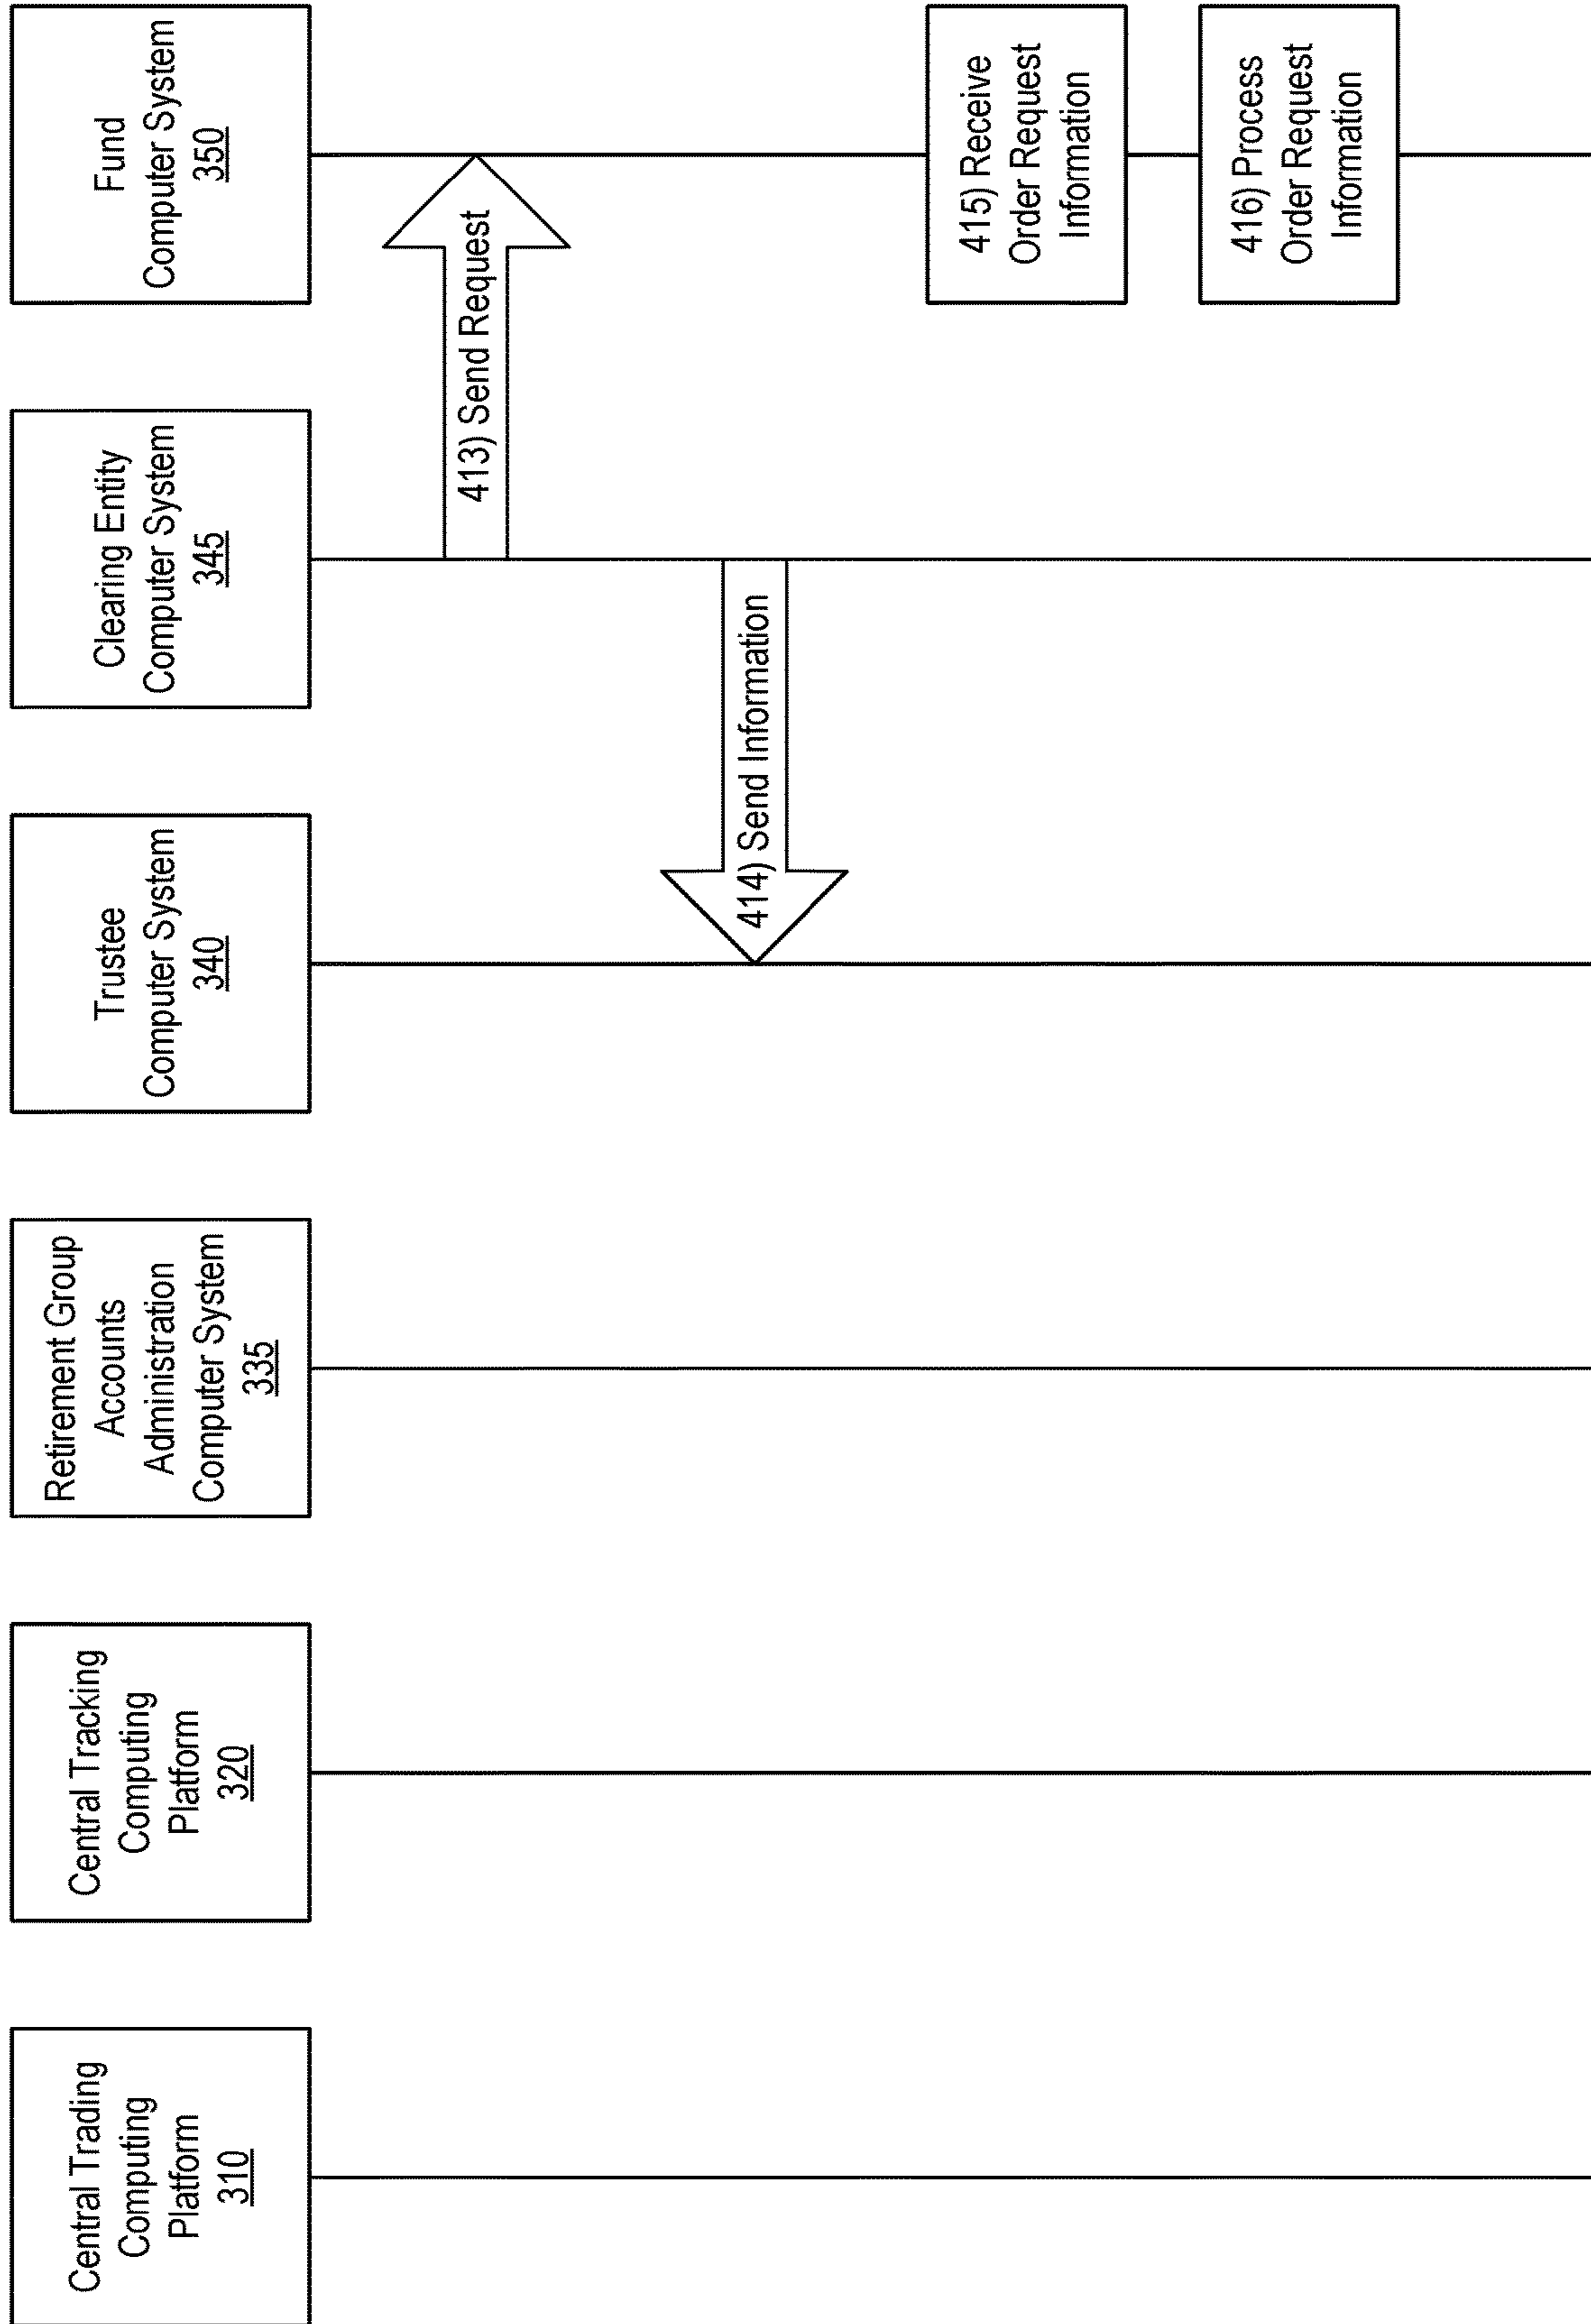 Central Trading
Computing
Platform
310
Central Tracking
Computing
Platform
320
Retirement Group
Accounts
Administration
Computer System
335
Trustee
Computer System
340
Clearing Entity
Computer System
345
Fund
Computer System
350
413) Send Request
414) Send Information
415) Receive
Order Request
Information
416) Process
Order Request
Information